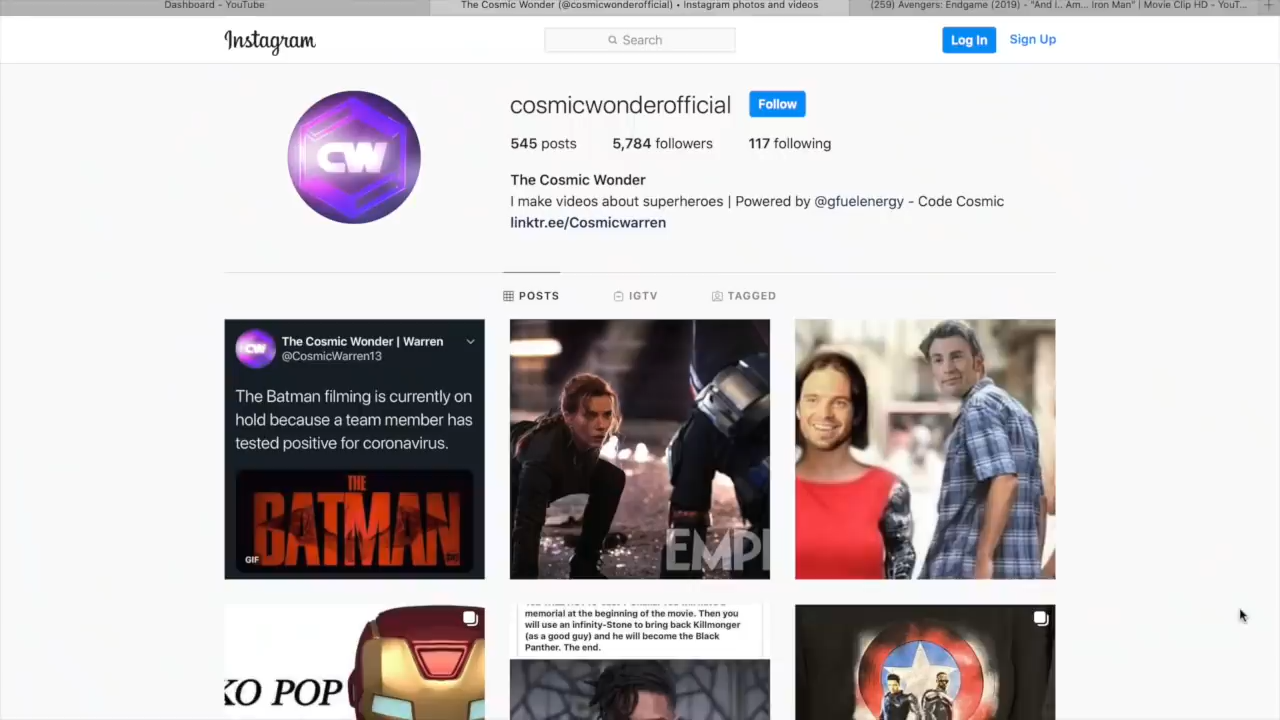 Dashboard - YouTube
The Cosmic Wonder (@cosmicwonderofficial) • Instagram photos and videos
(259) Avengers: Endgame (2019) - "And I.. Am... Iron Man" | Movie Clip HD - YouT...
Instagram
Search
Log In
Sign Up
CW
cosmicwonderofficial
Follow
545 posts
5,784 followers
117 following
The Cosmic Wonder
I make videos about superheroes | Powered by @gfuelenergy - Code Cosmic
linktr.ee/Cosmicwarren
POSTS
IGTV
TAGGED
CW
The Cosmic Wonder | Warren
@CosmicWarren13
The Batman filming is currently on
hold because a team member has
tested positive for coronavirus.
THE
BATMAN
GIF
EMPI
KO POP
memorial at the beginning of the movie. Then you
will use an infinity-Stone to bring back Killmonger
(as a good guy) and he will become the Black
Panther. The end.